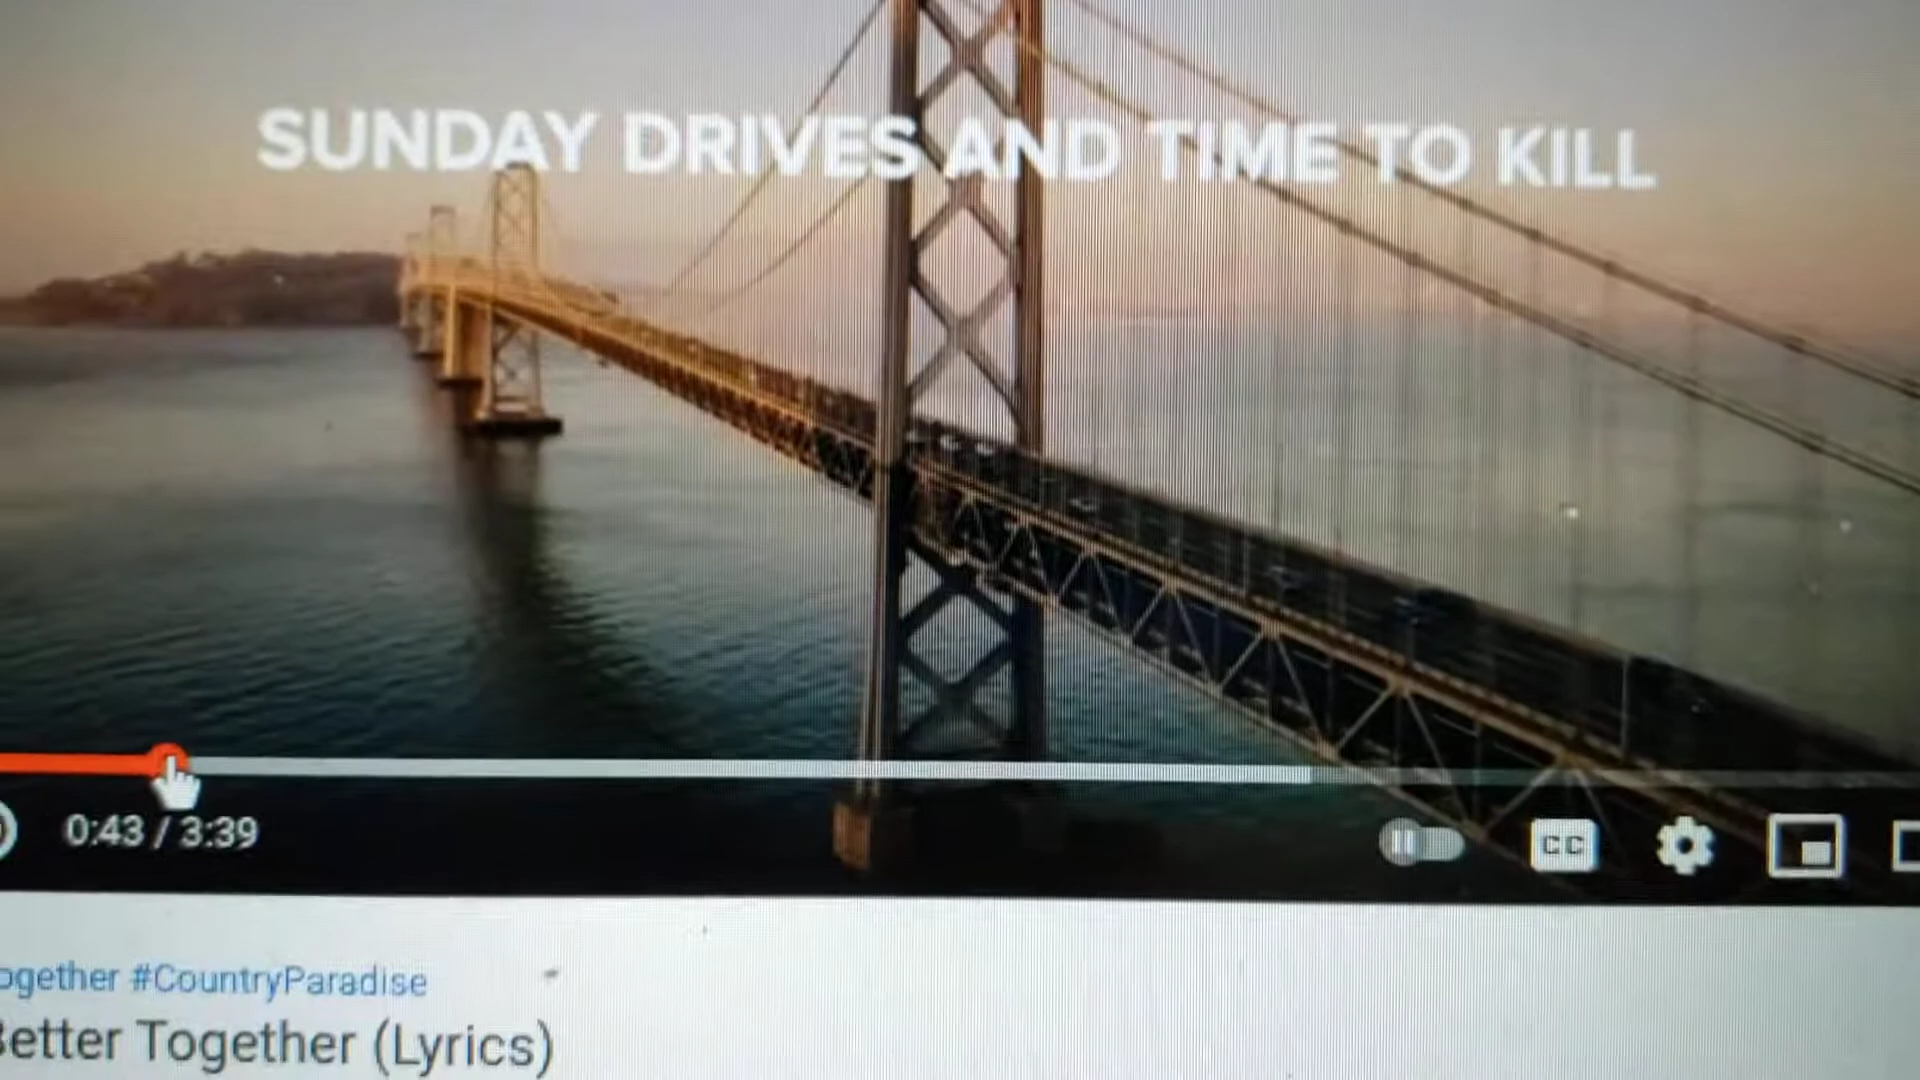 SUNDAY DRIVES AND TIME TO KILL
0:43 / 3:39
CC
ogether #CountryParadise
Better Together (Lyrics)